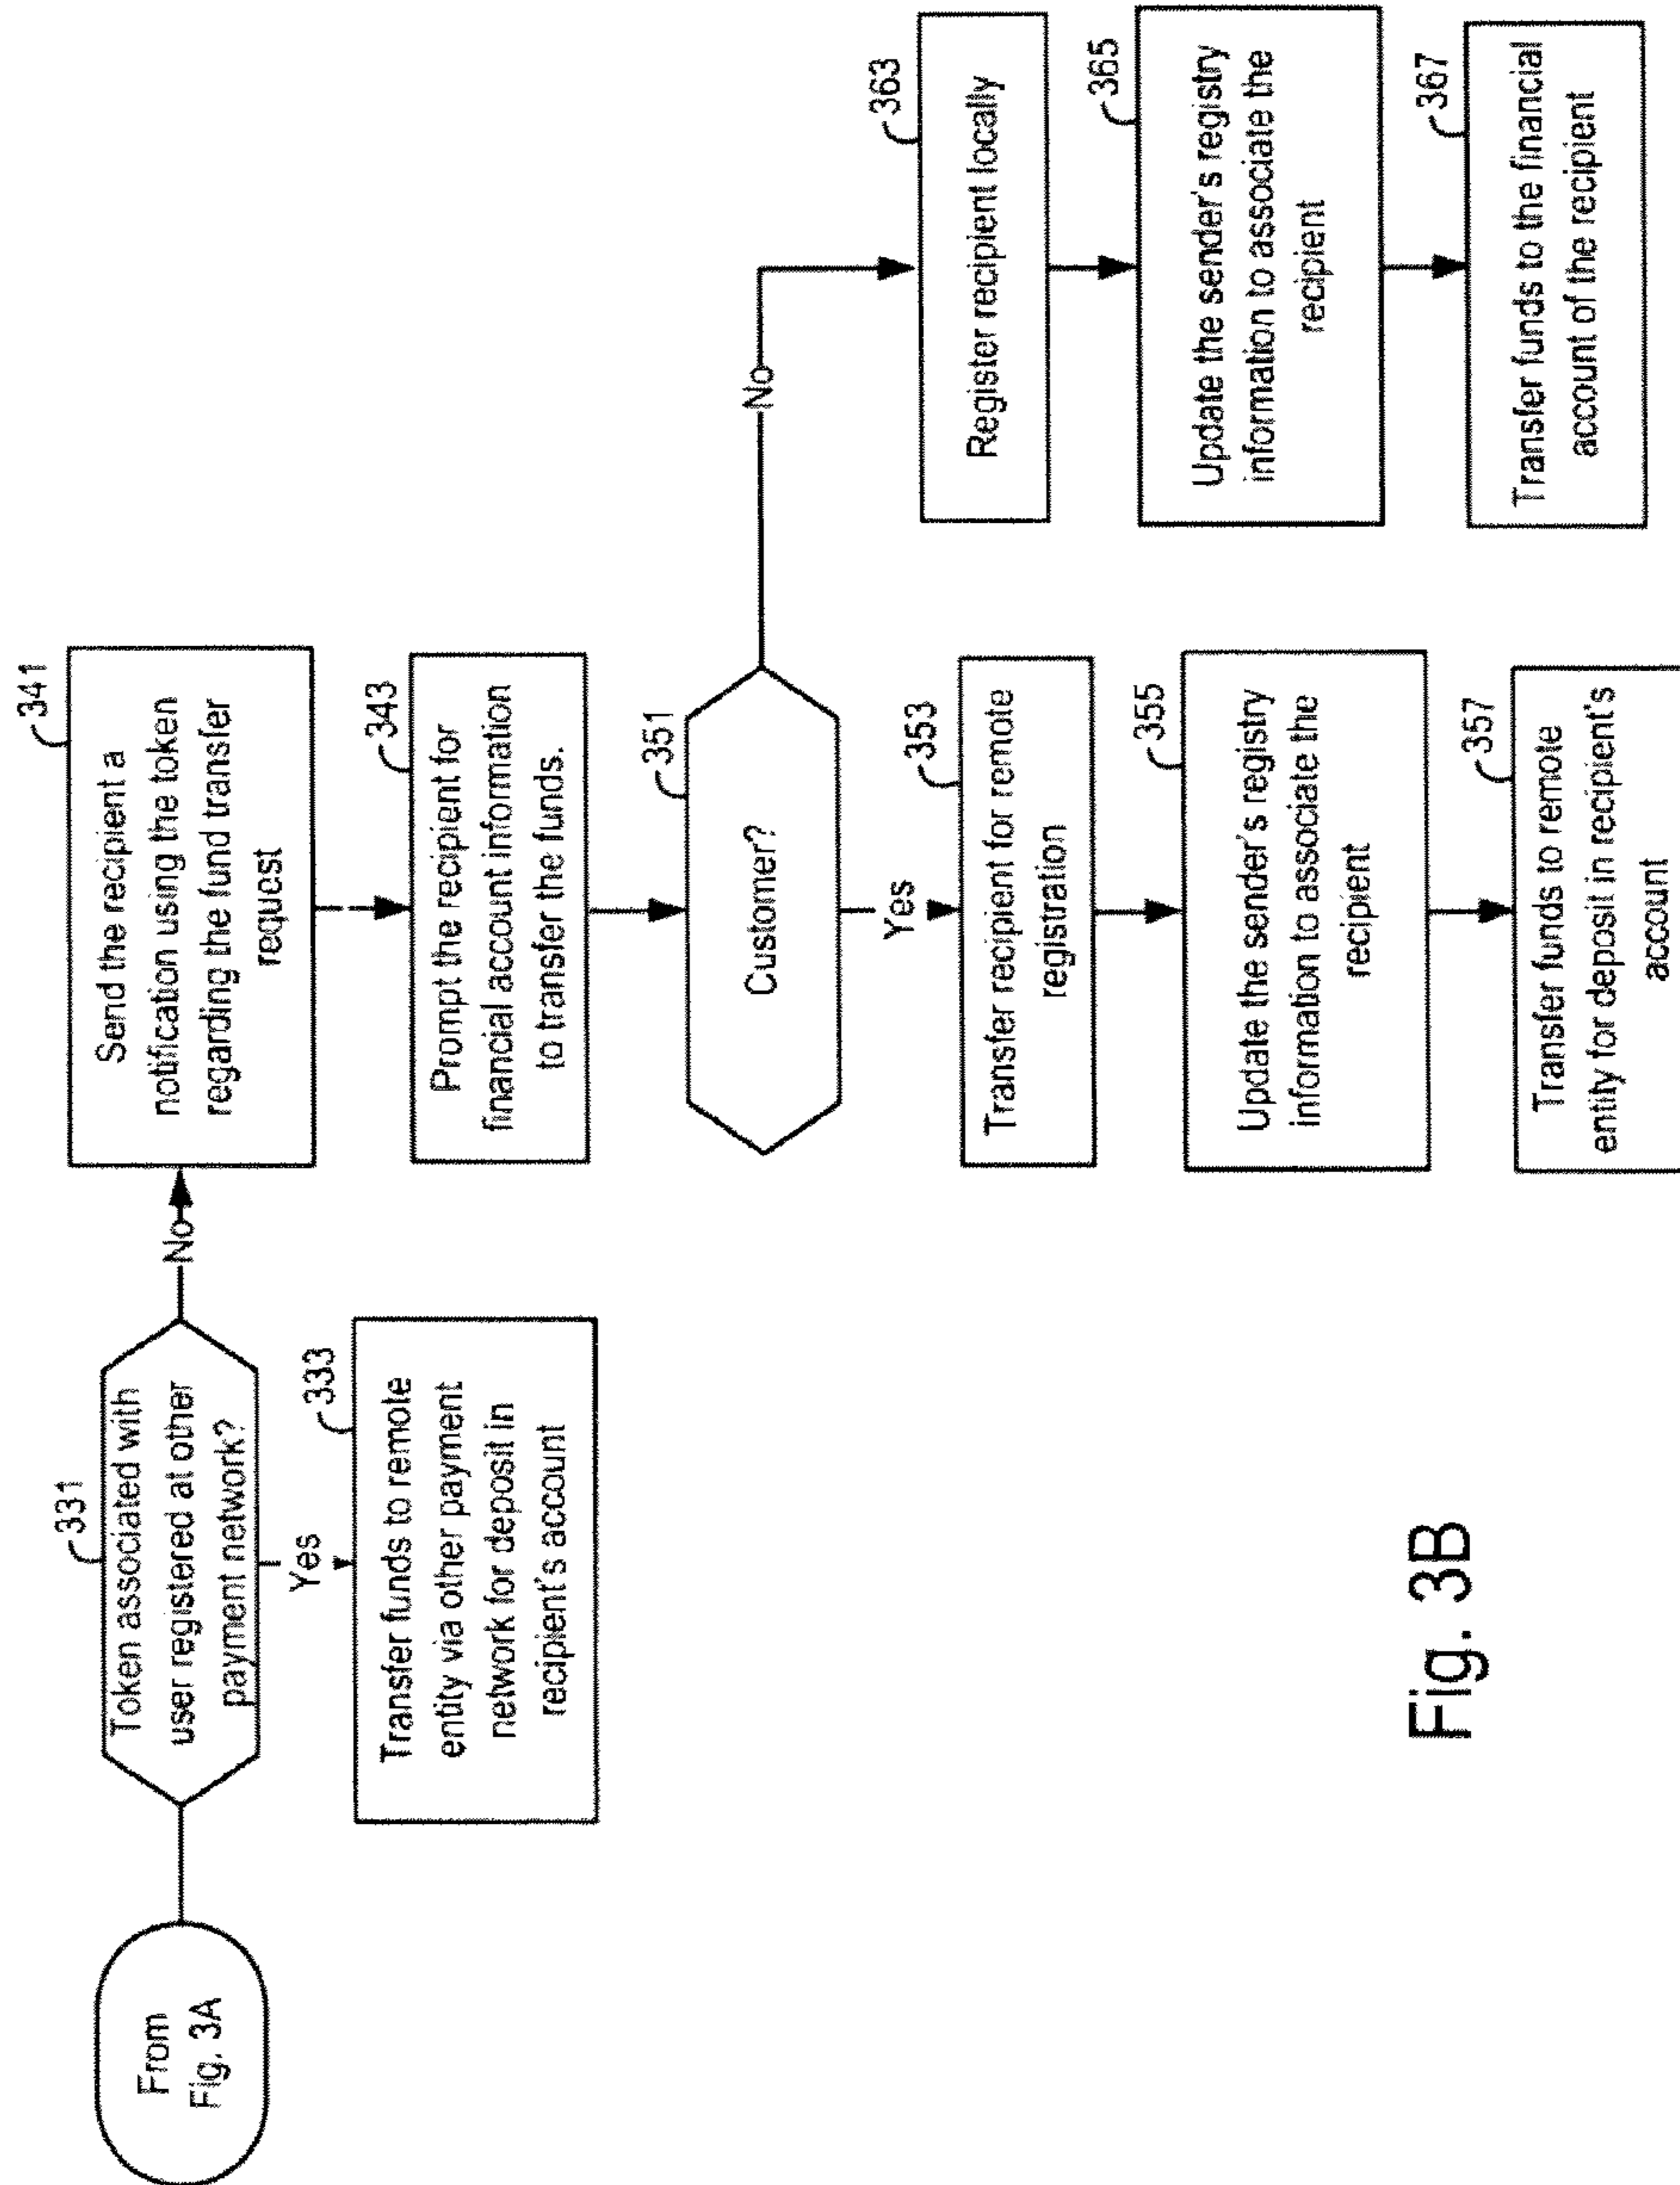 From
Fig. 3A
331
Token associated with
user registered at other
payment network?
Yes
No
333
Transfer funds to remote
entity via other payment
network for deposit in
recipient's account
341
Send the recipient a
notification using the token
regarding the fund transfer
request
343
Prompt the recipient for
financial account information
to transfer the funds.
351
Customer?
Yes
No
353
Transfer recipient for remote
registration
355
Update the sender's registry
information to associate the
recipient
357
Transfer funds to remote
entity for deposit in recipient's
account
363
Register recipient locally
365
Update the sender's registry
information to associate the
recipient
367
Transfer funds to the financial
account of the recipient
Fig. 3B